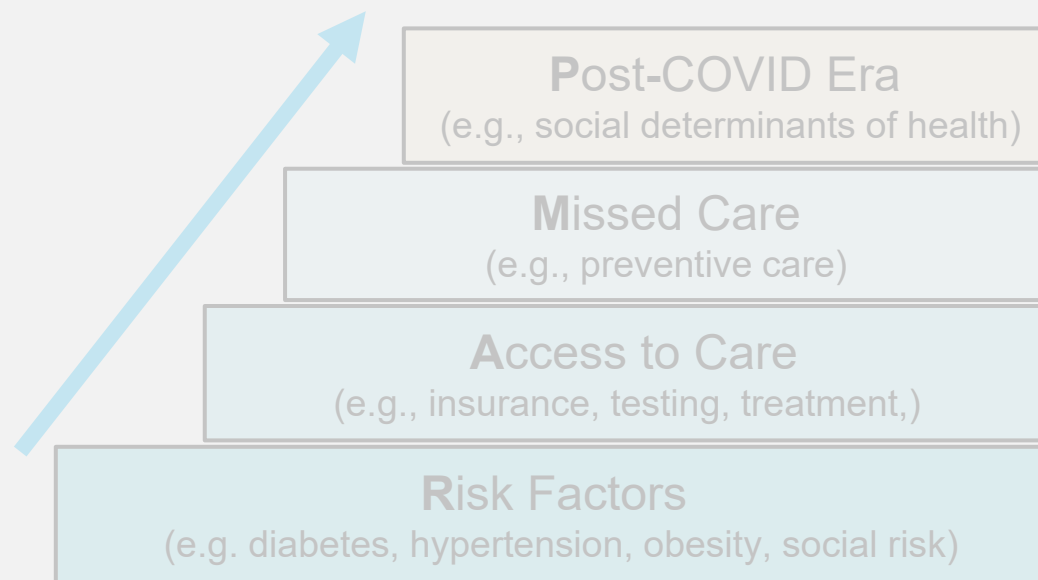 Post-COVID Era
(e.g., social determinants of health)
Missed Care
(e.g., preventive care)
Access to Care
(e.g., insurance, testing, treatment,)
Risk Factors
(e.g. diabetes, hypertension, obesity, social risk)